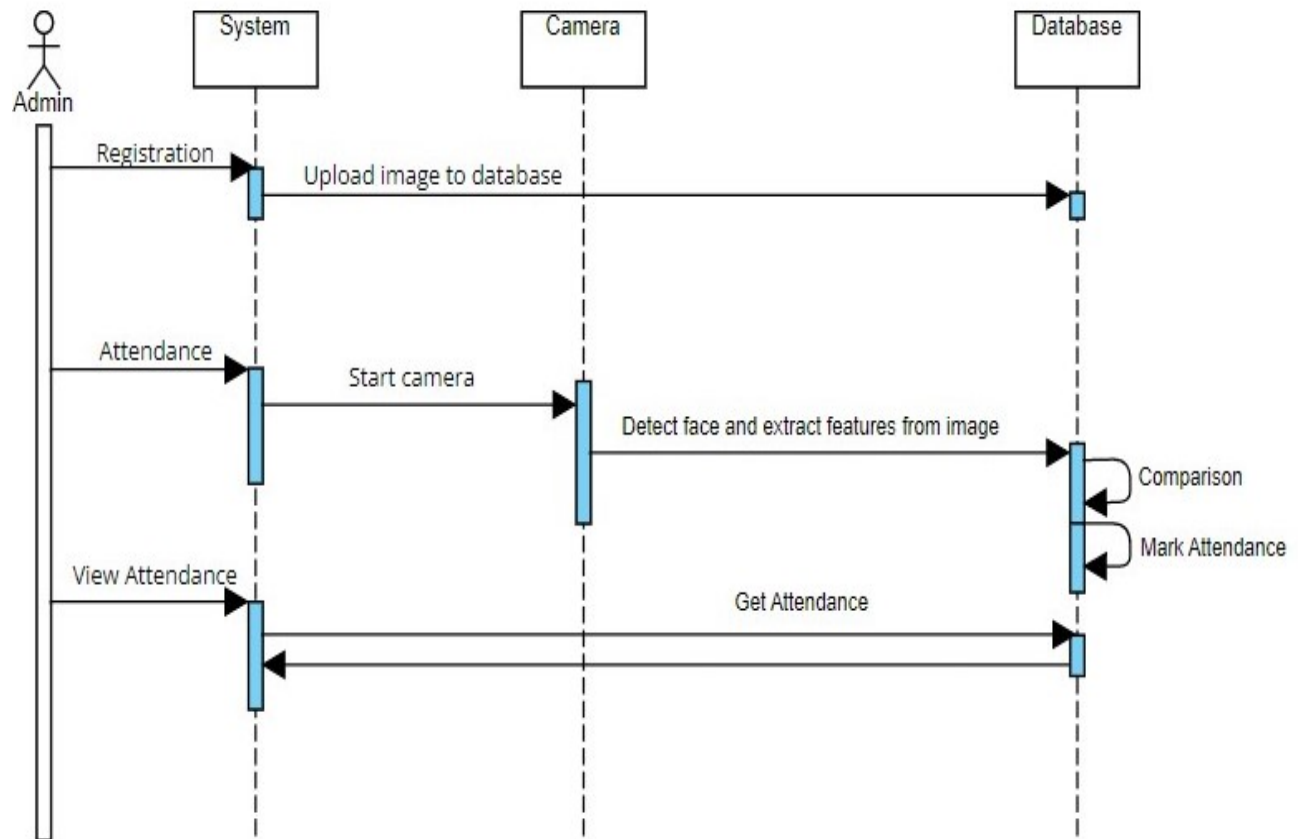 System
Camera
Database
Admin
Registration
Upload image to database
Attendance
Start camera
Detect face and extract features from image
Comparison
Mark Attendance
View Attendance
Get Attendance